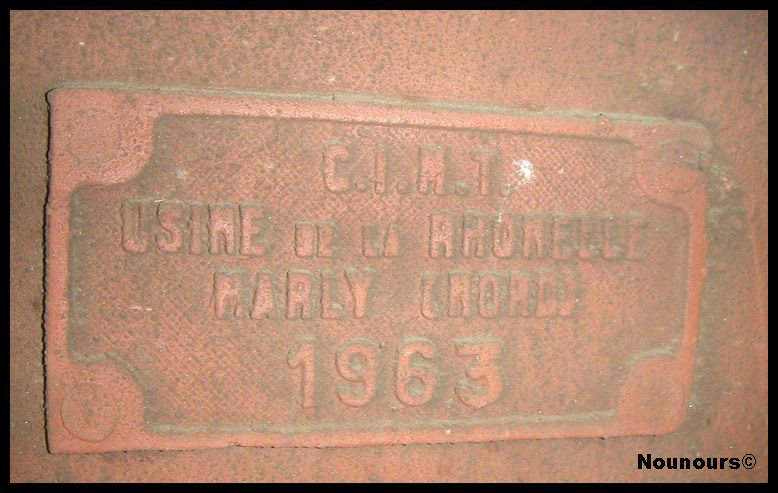 C.I.M.T.
USINE DE LA RHONELLE
MARLY (NORD)
1963
Nounours©